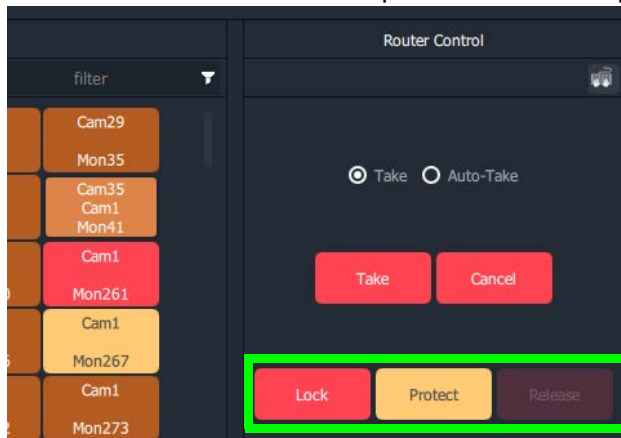 Router Control
filter
Cam29
Mon35
Cam35
Cam1
Mon41
Cam1
Mon261
Cam1
Mon267
Cam1
Mon273
Take
Auto-Take
Take
Cancel
Lock
Protect
Release